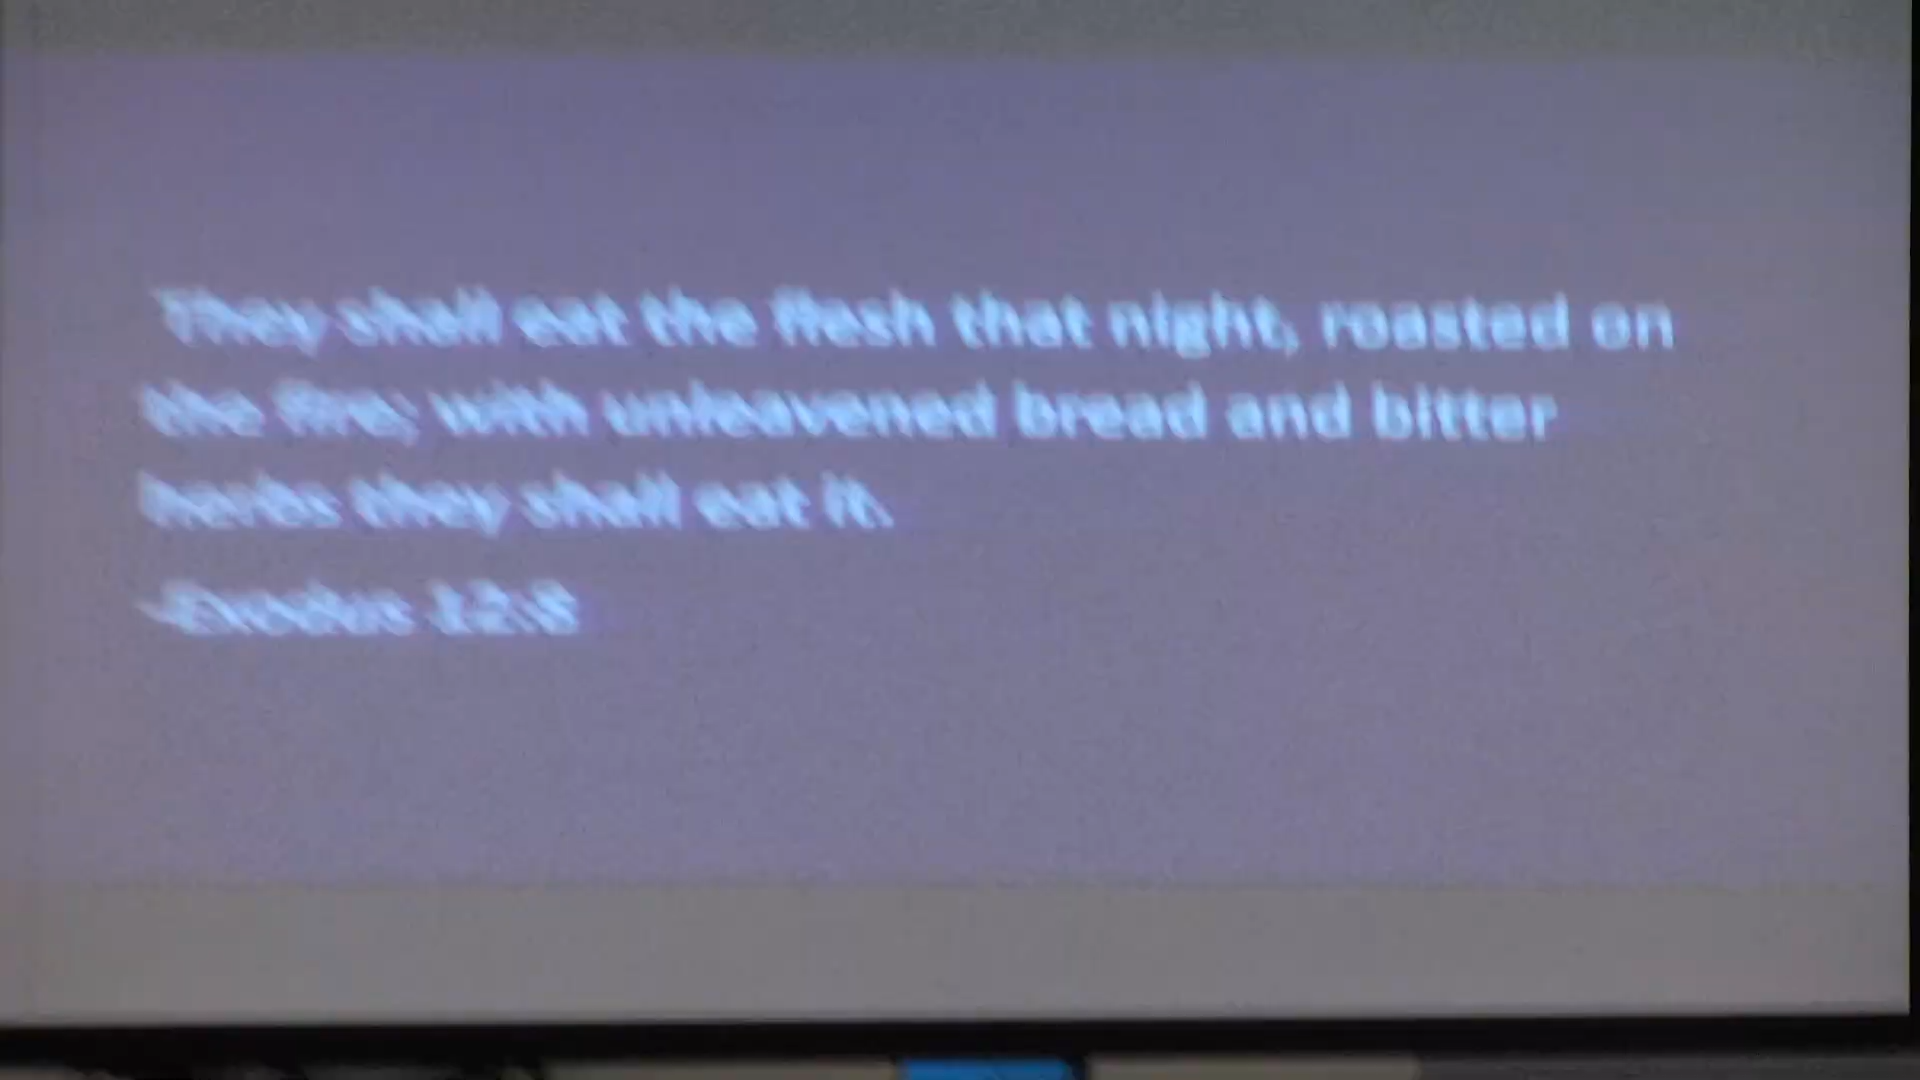 They shall eat the flesh that night, roasted on
the fire; with unleavened bread and bitter
herbs they shall eat it.
-Exodus 12:8